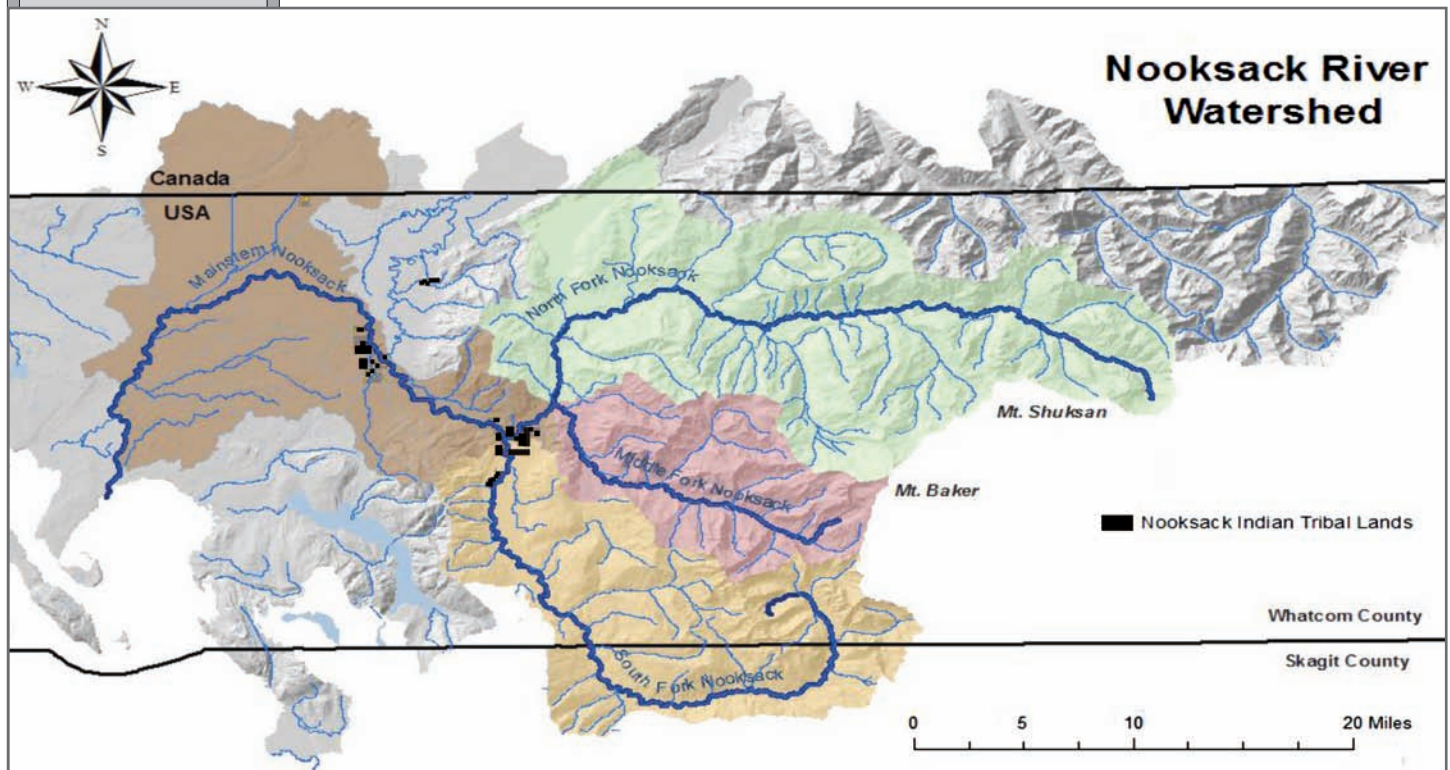 N
W
E
S
Nooksack River
Watershed
Canada
USA
Mainstem Nooksack
North Fork Nooksack
Mt. Shuksan
Middle Fork Nooksack
Mt. Baker
Nooksack Indian Tribal Lands
Whatcom County
Skagit County
South Fork Nooksack
0 5 10 20 Miles